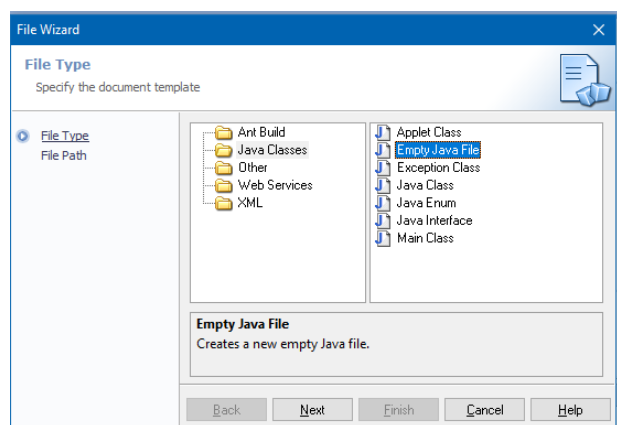 File Wizard
File Type
Specify the document template
File Type
File Path
Ant Build
Java Classes
Other
Web Services
XML
Applet Class
Empty Java File
Exception Class
Java Class
Java Enum
Java Interface
Main Class
Empty Java File
Creates a new empty Java file.
Back Next Finish Cancel Help